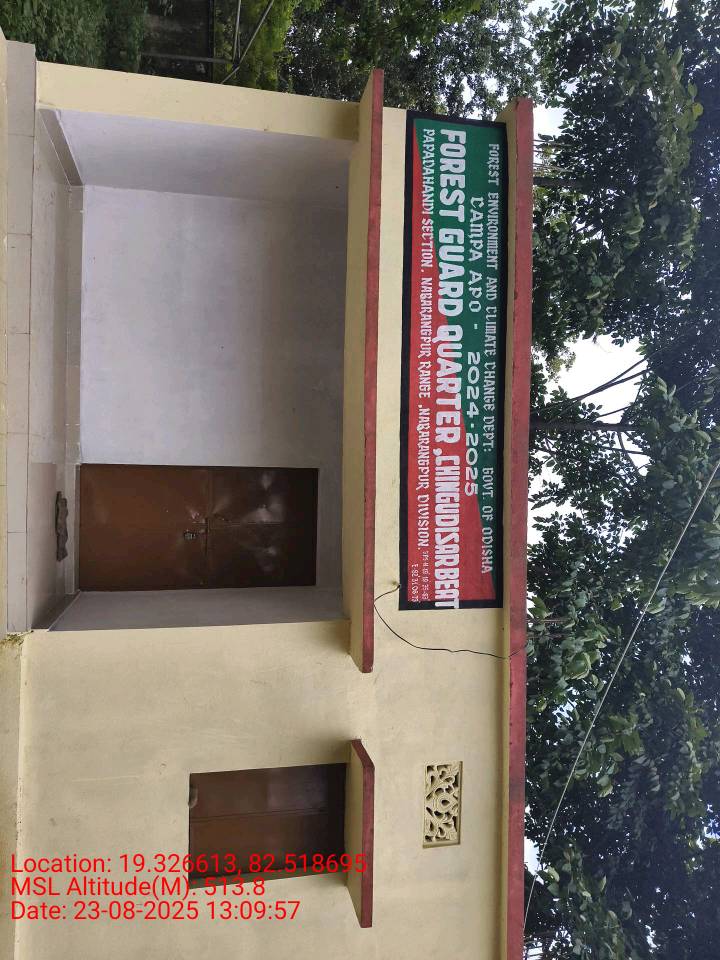 FOREST ENVIRONMENT AND CLIMATE CHANGE DEPT: GOVT. OF ODISHA
CAMPA APO - 2024-2025
FOREST GUARD QUARTER ,CHINGUDISAR BEAT
PAPADAHANDI SECTION. NABARANGPUR RANGE ,NABARANGPUR DIVISION.
Location: 19.326613, 82.518695
MSL Altitude(M): 513.8
Date: 23-08-2025 13:09:57